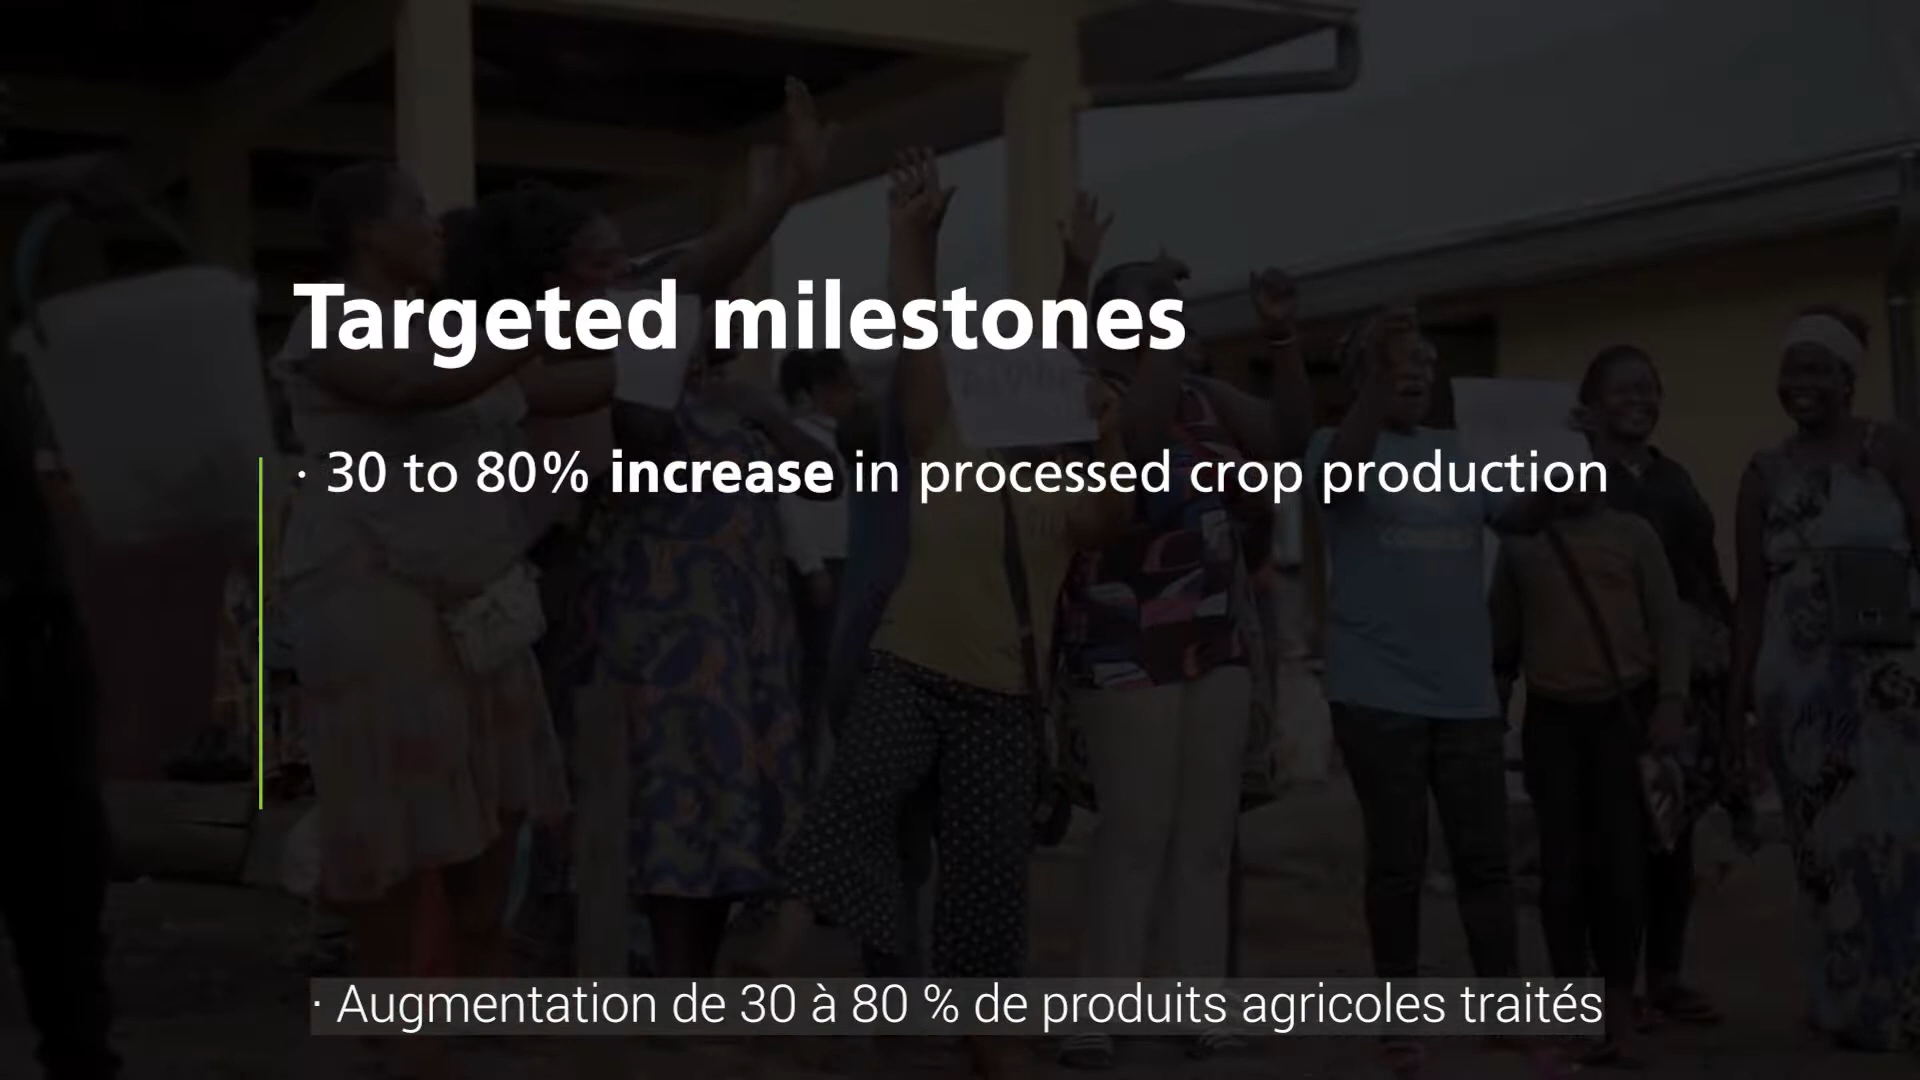 Targeted milestones
· 30 to 80% increase in processed crop production
· Augmentation de 30 à 80 % de produits agricoles traités